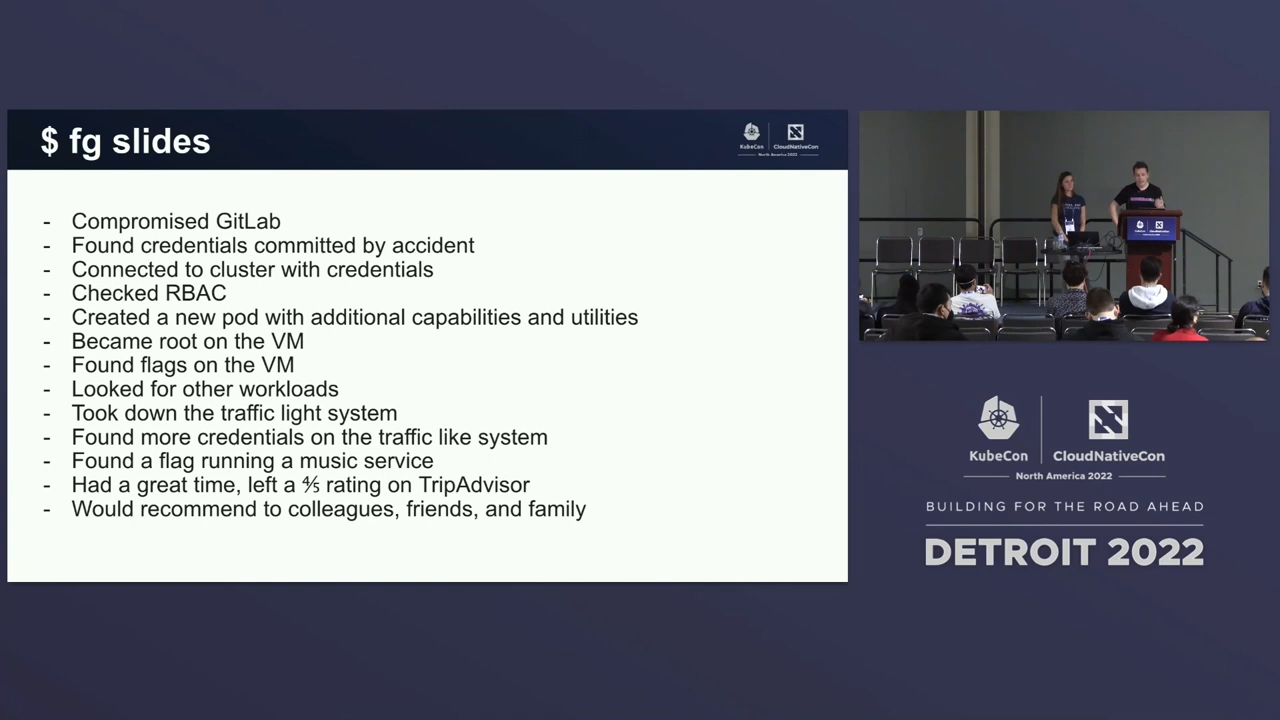 $ fg slides
KubeCon
CloudNativeCon
North America 2022
- Compromised GitLab
- Found credentials committed by accident
- Connected to cluster with credentials
- Checked RBAC
- Created a new pod with additional capabilities and utilities
- Became root on the VM
- Found flags on the VM
- Looked for other workloads
- Took down the traffic light system
- Found more credentials on the traffic like system
- Found a flag running a music service
- Had a great time, left a ⅘ rating on TripAdvisor
- Would recommend to colleagues, friends, and family
KubeCon
CloudNativeCon
North America 2022
BUILDING FOR THE ROAD AHEAD
DETROIT 2022